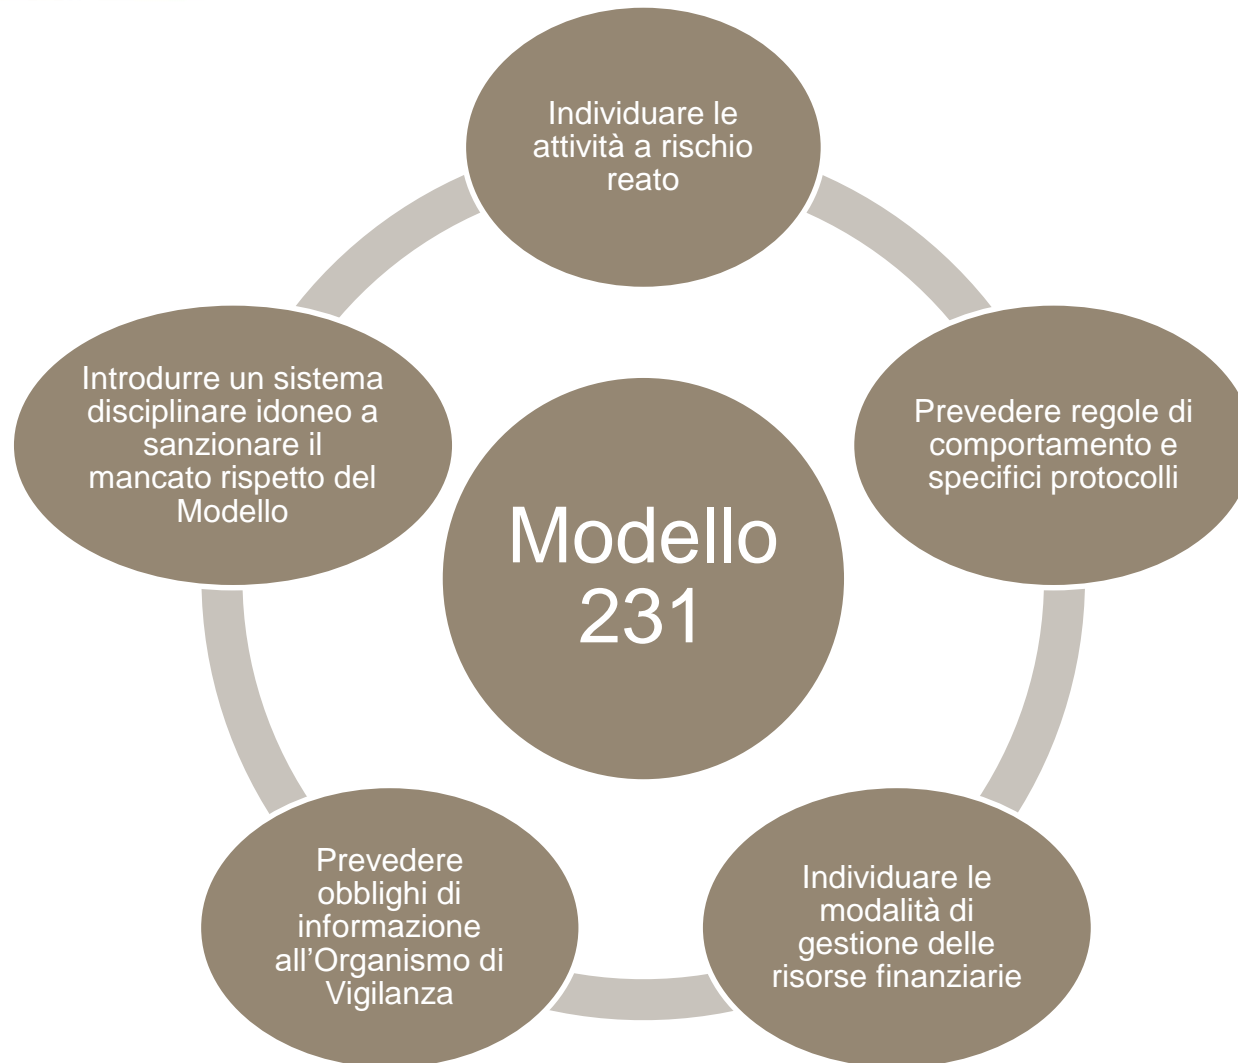 Individuare le
attività a rischio
reato
Prevedere regole di
comportamento e
specifici protocolli
Individuare le
modalità di
gestione delle
risorse finanziarie
Prevedere
obblighi di
informazione
all’Organismo di
Vigilanza
Introdurre un sistema
disciplinare idoneo a
sanzionare il
mancato rispetto del
Modello
Modello
231